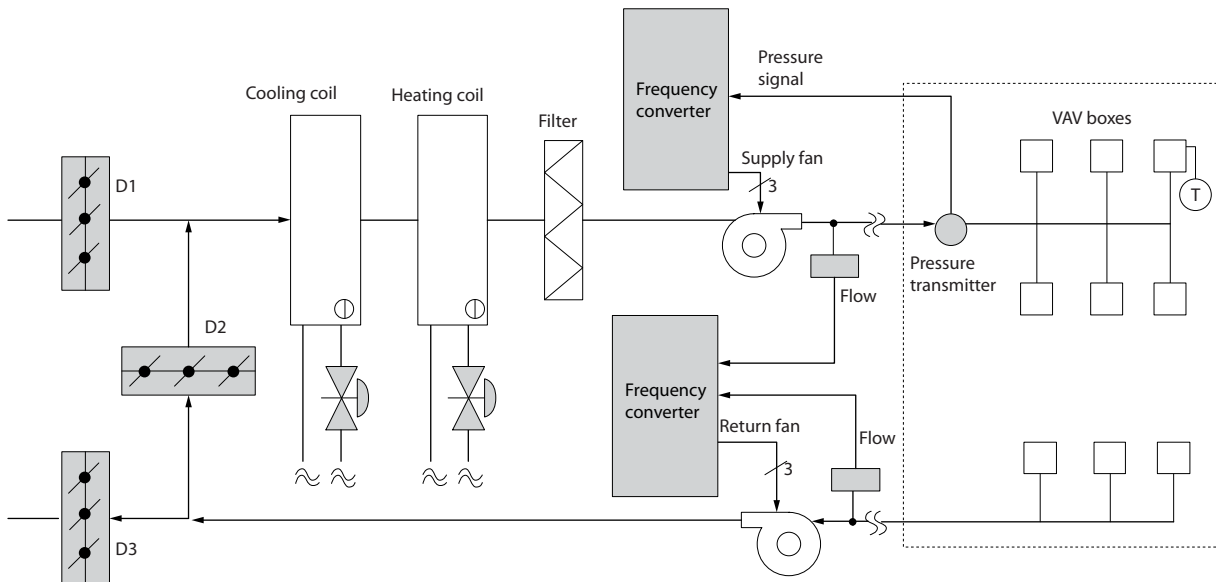 Cooling coil
Heating coil
Filter
Frequency
converter
Pressure
signal
VAV boxes
D1
Supply fan
3
T
Pressure
transmitter
Flow
D2
Frequency
converter
Return fan
3
Flow
D3